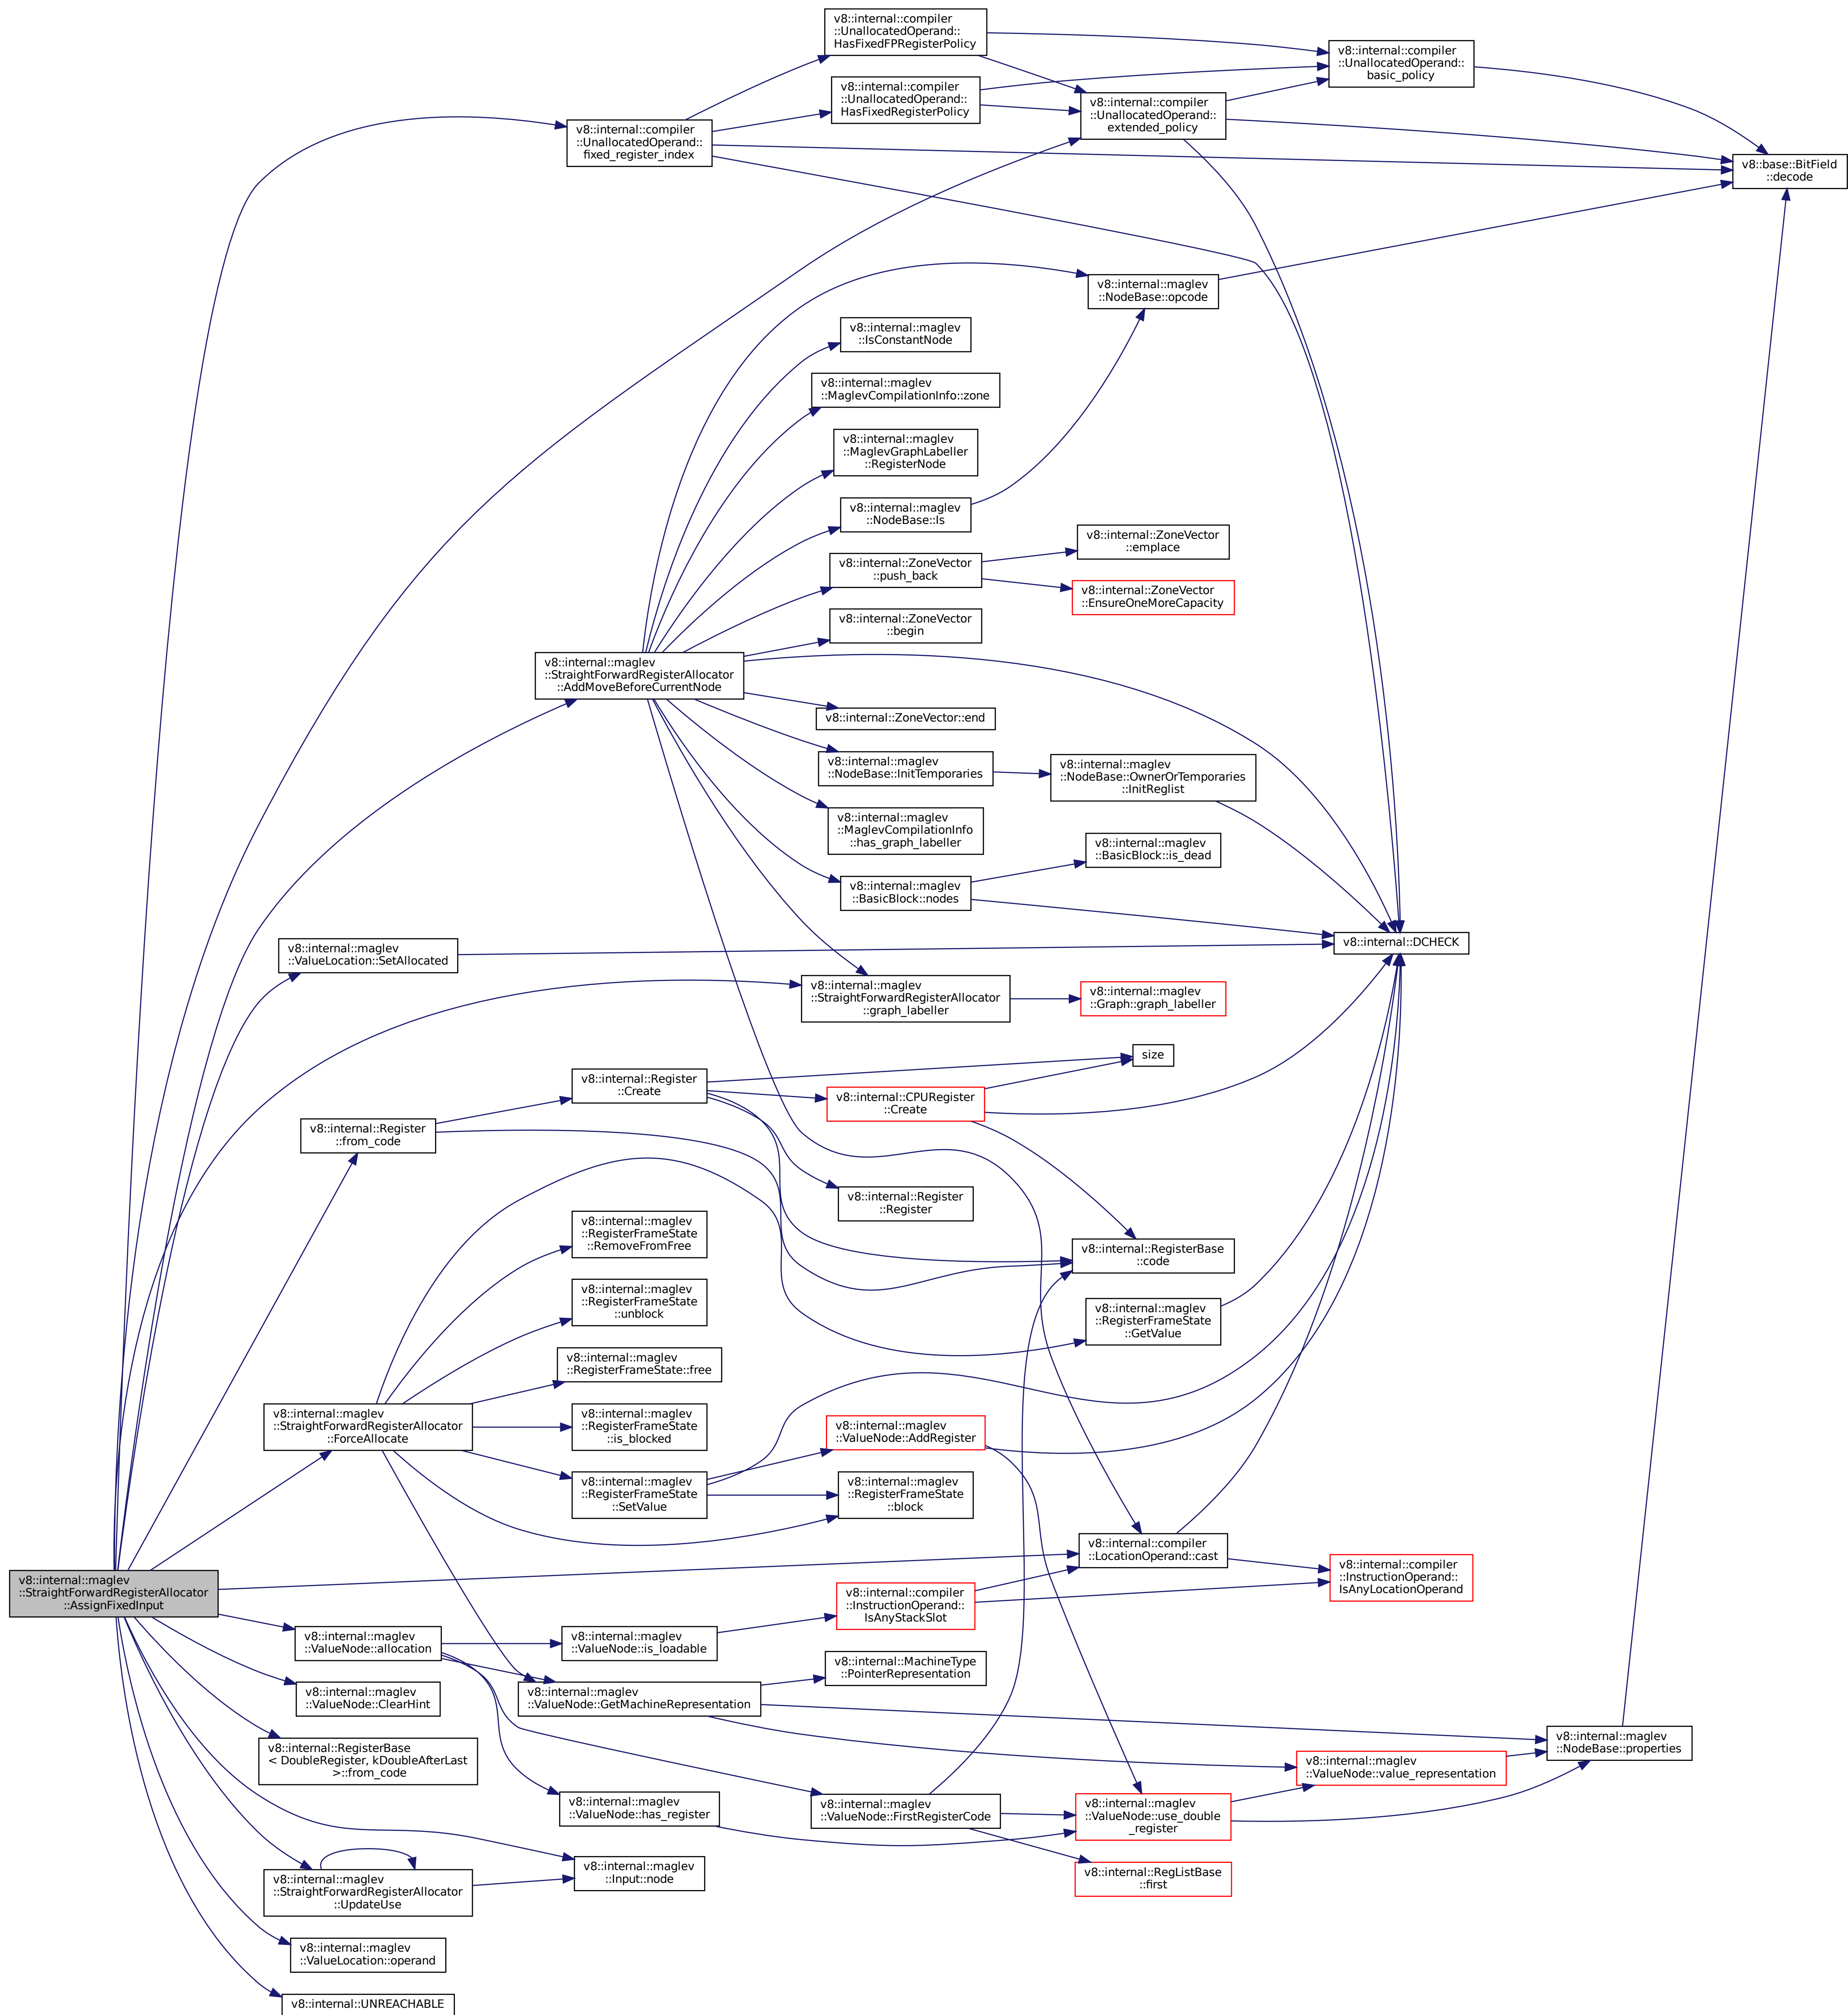 v8::internal::compiler
::UnallocatedOperand::
HasFixedFPRegisterPolicy
v8::internal::compiler
::UnallocatedOperand::
basic_policy
v8::internal::compiler
::UnallocatedOperand::
HasFixedRegisterPolicy
v8::internal::compiler
::UnallocatedOperand::
extended_policy
v8::internal::compiler
::UnallocatedOperand::
fixed_register_index
v8::base::BitField
::decode
v8::internal::maglev
::NodeBase::opcode
v8::internal::maglev
::IsConstantNode
v8::internal::maglev
::MaglevCompilationInfo::zone
v8::internal::maglev
::MaglevGraphLabeller
::RegisterNode
v8::internal::maglev
::NodeBase::Is
v8::internal::ZoneVector
::emplace
v8::internal::ZoneVector
::push_back
v8::internal::ZoneVector
::EnsureOneMoreCapacity
v8::internal::ZoneVector
::begin
v8::internal::maglev
::StraightForwardRegisterAllocator
::AddMoveBeforeCurrentNode
v8::internal::ZoneVector::end
v8::internal::maglev
::NodeBase::InitTemporaries
v8::internal::maglev
::NodeBase::OwnerOrTemporaries
::InitReglist
v8::internal::maglev
::MaglevCompilationInfo
::has_graph_labeller
v8::internal::maglev
::BasicBlock::is_dead
v8::internal::maglev
::BasicBlock::nodes
v8::internal::DCHECK
v8::internal::maglev
::ValueLocation::SetAllocated
v8::internal::maglev
::StraightForwardRegisterAllocator
::graph_labeller
v8::internal::maglev
::Graph::graph_labeller
size
v8::internal::Register
::Create
v8::internal::CPURegister
::Create
v8::internal::Register
::from_code
v8::internal::Register
::Register
v8::internal::maglev
::RegisterFrameState
::RemoveFromFree
v8::internal::RegisterBase
::code
v8::internal::maglev
::RegisterFrameState
::unblock
v8::internal::maglev
::RegisterFrameState
::GetValue
v8::internal::maglev
::RegisterFrameState::free
v8::internal::maglev
::StraightForwardRegisterAllocator
::ForceAllocate
v8::internal::maglev
::RegisterFrameState
::is_blocked
v8::internal::maglev
::ValueNode::AddRegister
v8::internal::maglev
::RegisterFrameState
::SetValue
v8::internal::maglev
::RegisterFrameState
::block
v8::internal::compiler
::LocationOperand::cast
v8::internal::compiler
::InstructionOperand::
IsAnyLocationOperand
v8::internal::maglev
::StraightForwardRegisterAllocator
::AssignFixedInput
v8::internal::compiler
::InstructionOperand::
IsAnyStackSlot
v8::internal::maglev
::ValueNode::allocation
v8::internal::maglev
::ValueNode::is_loadable
v8::internal::MachineType
::PointerRepresentation
v8::internal::maglev
::ValueNode::ClearHint
v8::internal::maglev
::ValueNode::GetMachineRepresentation
v8::internal::maglev
::NodeBase::properties
v8::internal::RegisterBase
< DoubleRegister, kDoubleAfterLast
>::from_code
v8::internal::maglev
::ValueNode::value_representation
v8::internal::maglev
::ValueNode::has_register
v8::internal::maglev
::ValueNode::FirstRegisterCode
v8::internal::maglev
::ValueNode::use_double
_register
v8::internal::maglev
::StraightForwardRegisterAllocator
::UpdateUse
v8::internal::maglev
::Input::node
v8::internal::RegListBase
::first
v8::internal::maglev
::ValueLocation::operand
v8::internal::UNREACHABLE